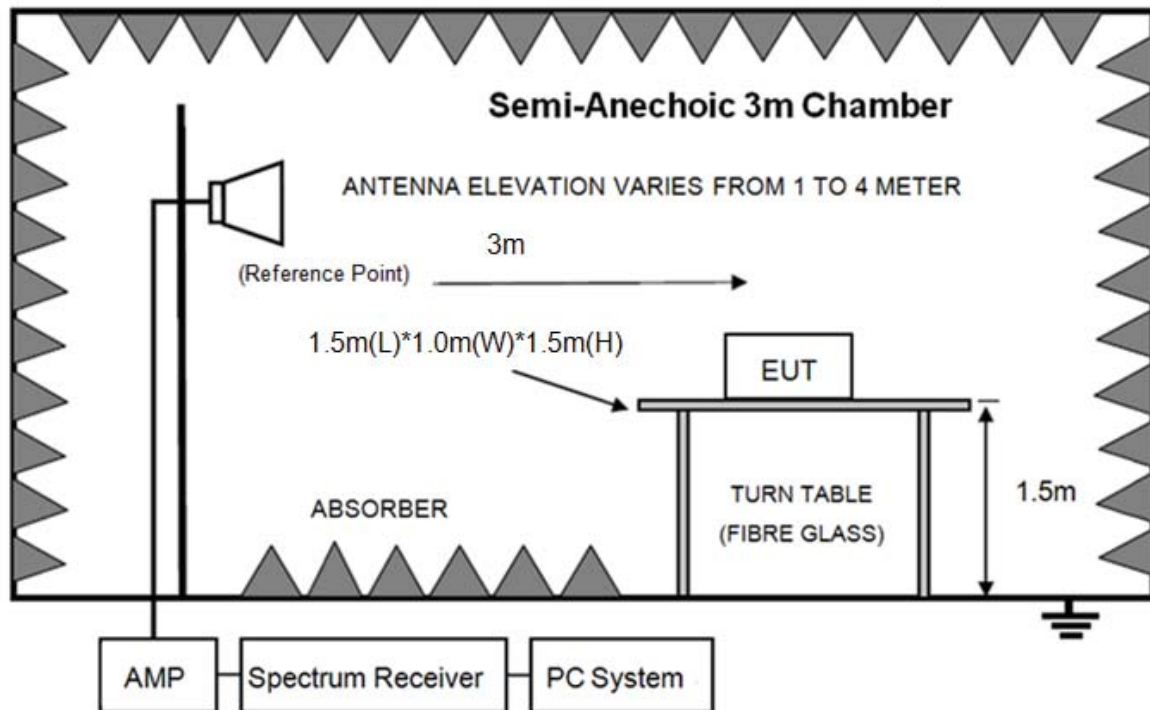 Semi-Anechoic 3m Chamber
ANTENNA ELEVATION VARIES FROM 1 TO 4 METER
3m
(Reference Point)
1.5m(L)*1.0m(W)*1.5m(H)
EUT
ABSORBER
TURN TABLE
(FIBRE GLASS)
1.5m
AMP
Spectrum Receiver
PC System